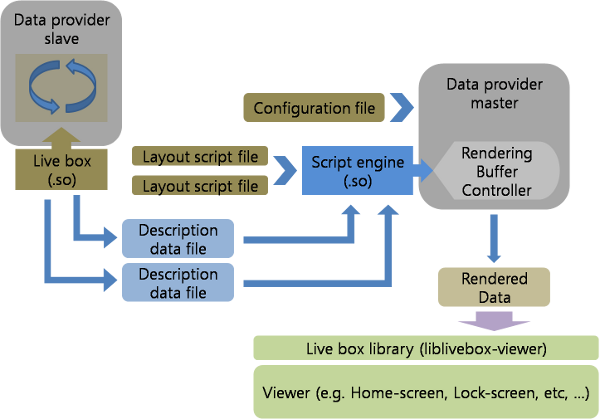 Data provider
slave
Live box
(.so)
Configuration file
Data provider
master
Layout script file
Layout script file
Script engine
(.so)
Rendering
Buffer
Controller
Description
data file
Description
data file
Rendered
Data
Live box library (liblivebox-viewer)
Viewer (e.g. Home-screen, Lock-screen, etc, ...)